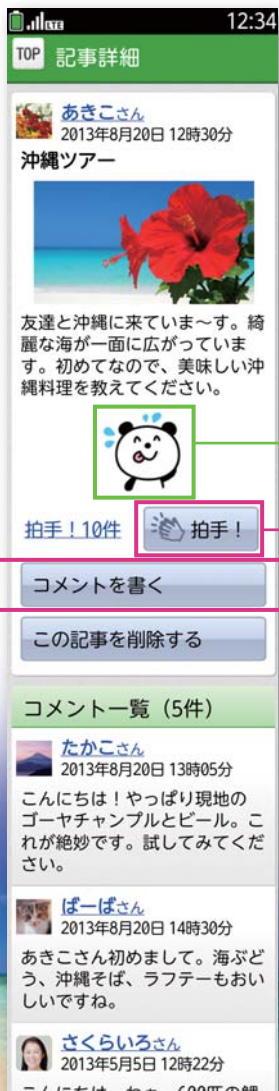 LTE 12:34
TOP 記事詳細
あきこさん
2013年8月20日 12時30分
沖縄ツアー
友達と沖縄に来ていま～す。綺
麗な海が一面に広がっていま
す。初めてなので、美味しい沖
縄料理を教えてください。
拍手！10件 拍手！
コメントを書く
この記事を削除する
コメント一覧（5件）
たかこさん
2013年8月20日 13時05分
こんにちは！やっぱり現地の
ゴーヤチャンプルとビール。こ
れが絶妙です。試してみてくだ
さい。
ばーばさん
2013年8月20日 14時30分
あきこさん初めまして。海ぶど
う、沖縄そば、ラフテーもおい
しいですね。
さくらいろさん
2013年5月5日 12時22分